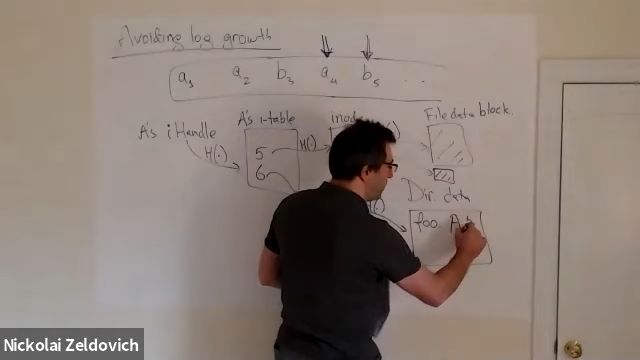 Avoiding log growth
a1 a2 b3 a4 b5 ...
A's iHandle A's i-table inode File data block
H(·) 5 H(·)
6
Dir. data
foo A
Nickolai Zeldovich